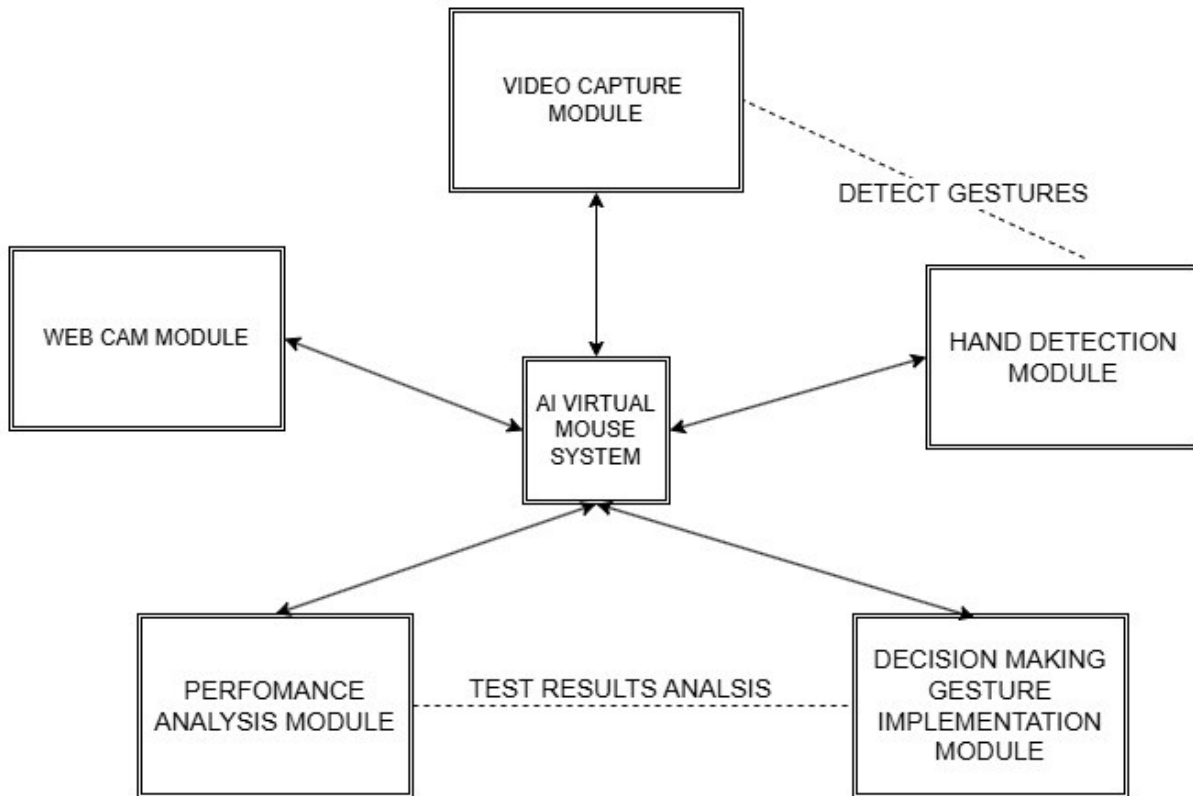 VIDEO CAPTURE
MODULE
DETECT GESTURES
WEB CAM MODULE
HAND DETECTION
MODULE
AI VIRTUAL
MOUSE
SYSTEM
PERFOMANCE
ANALYSIS MODULE
TEST RESULTS ANALSIS
DECISION MAKING
GESTURE
IMPLEMENTATION
MODULE